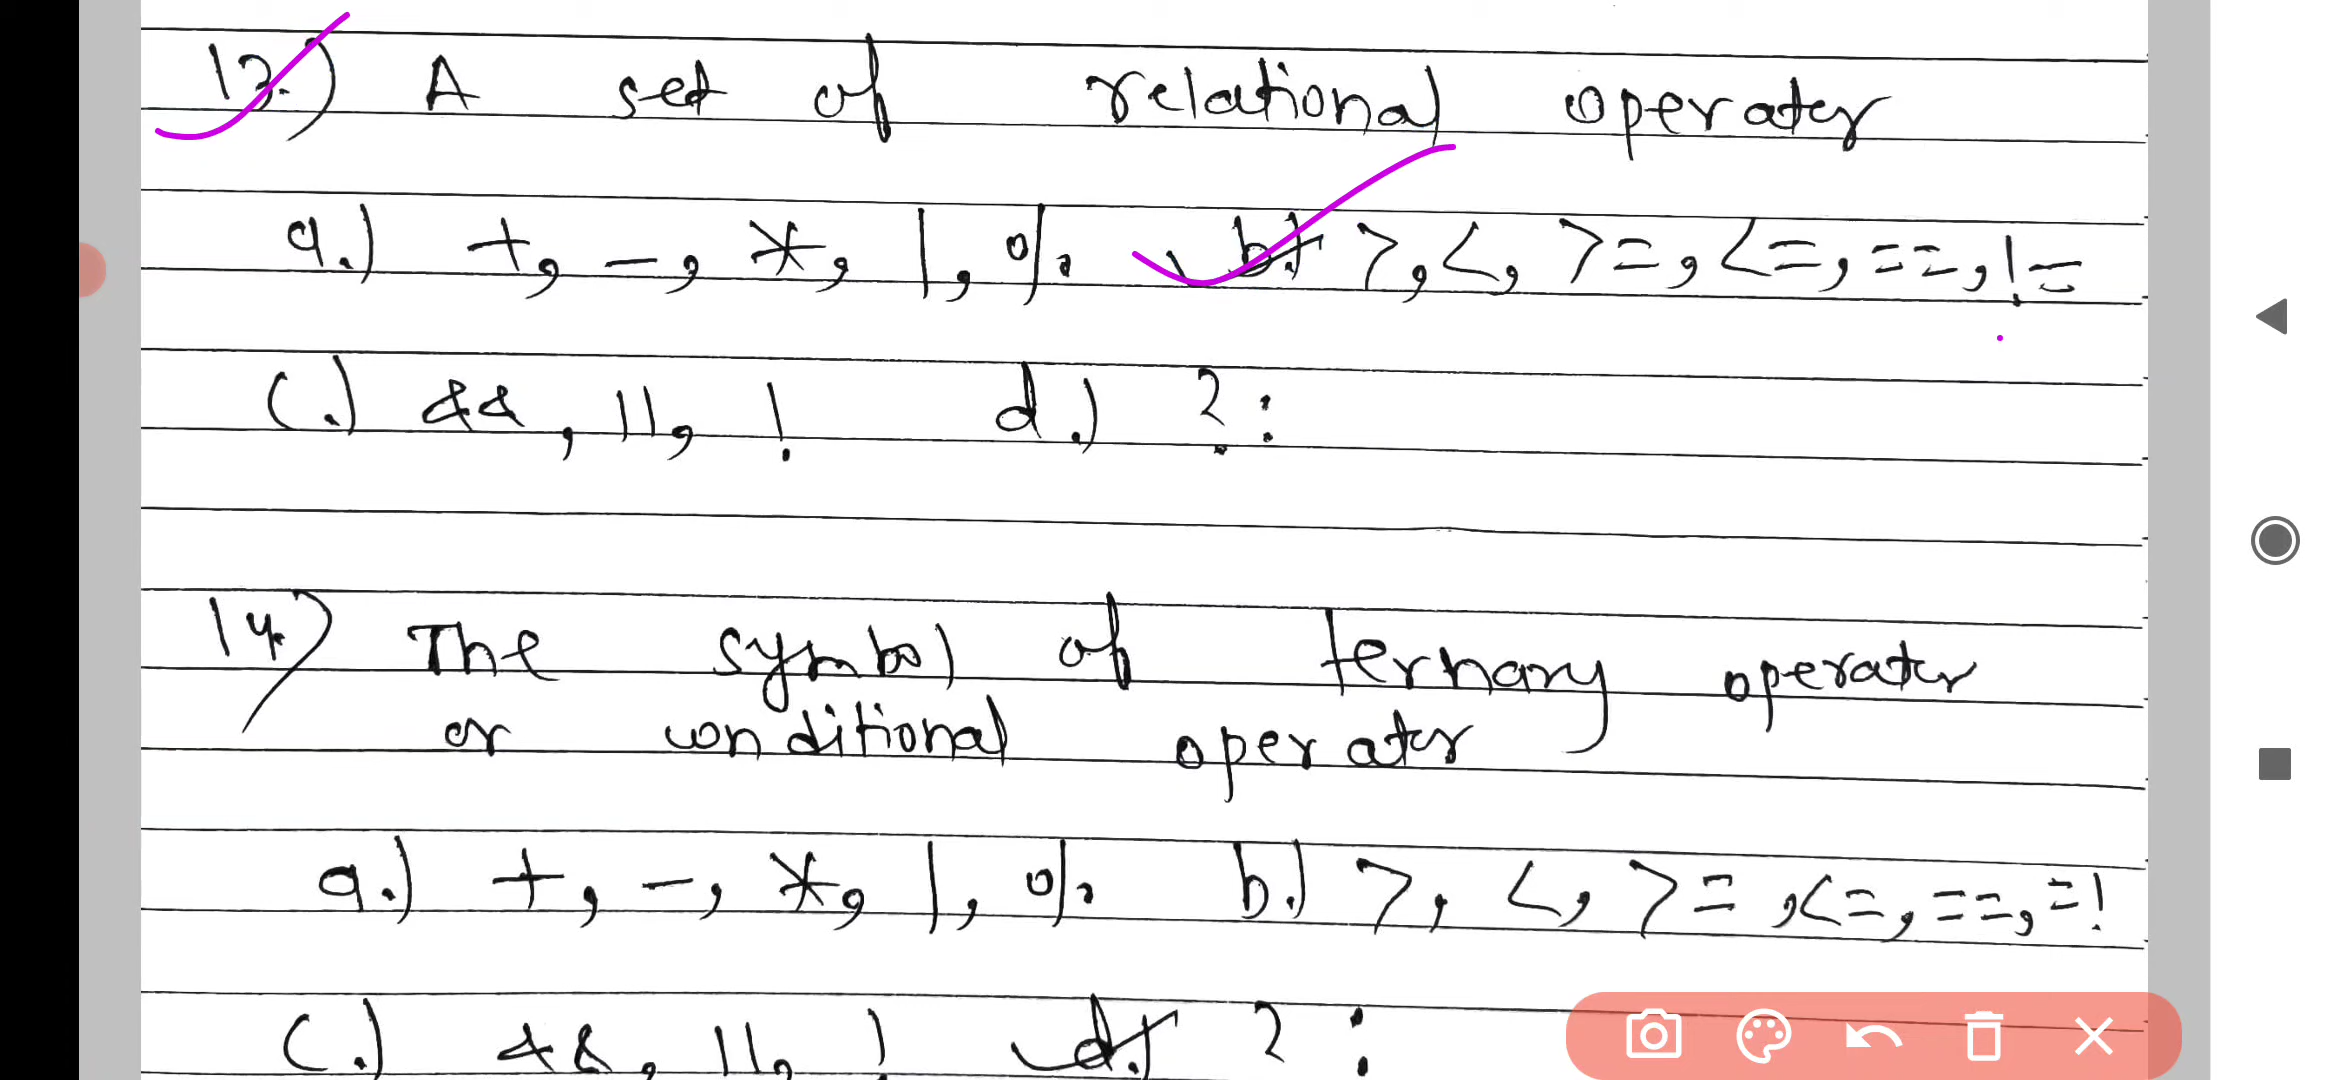 13.) A set of relational operator
a.) +, -, *, /, % b.) >, <, >=, <=, ==, !=
c.) &&, ||, ! d.) ? :
14.) The symbol of ternary operator
or conditional operator
a.) +, -, *, /, % b.) >, <, >=, <=, ==, =!
c.) &&, ||, ! d.) ? :